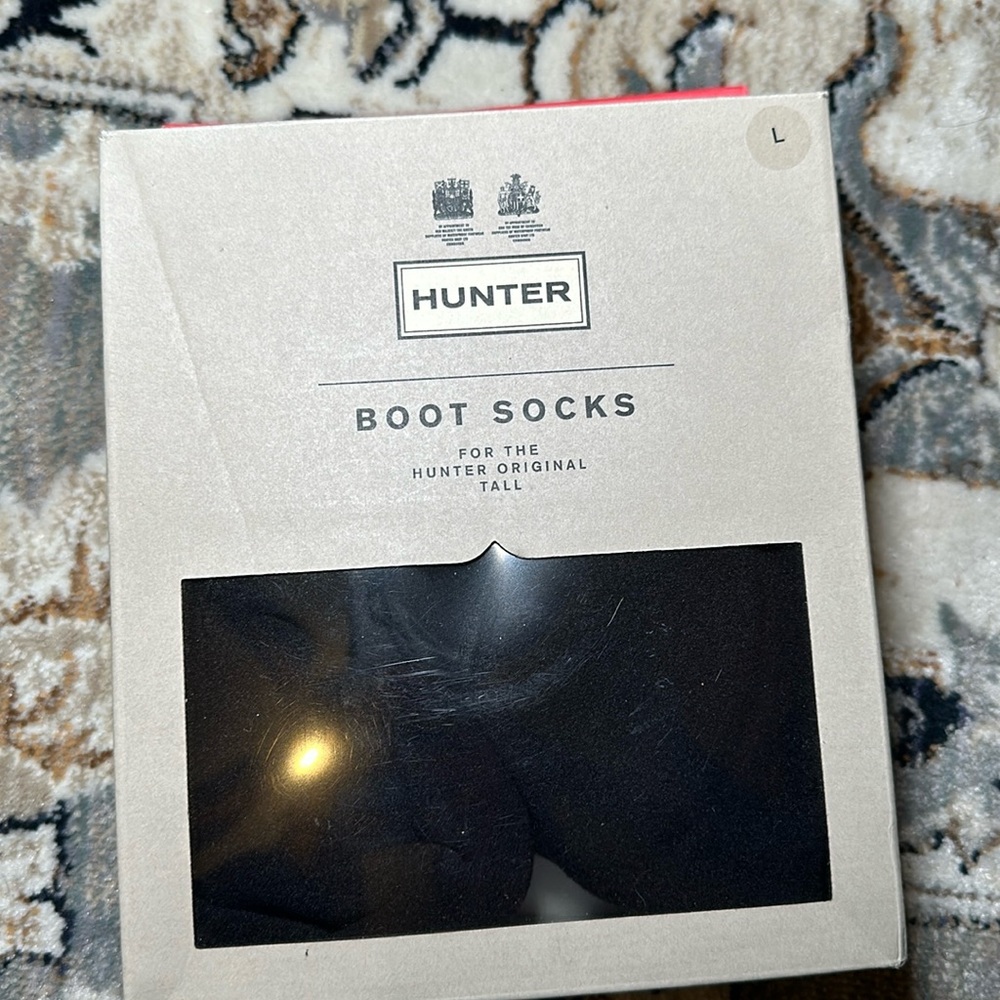 L
HUNTER
BOOT SOCKS
FOR THE
HUNTER ORIGINAL
TALL